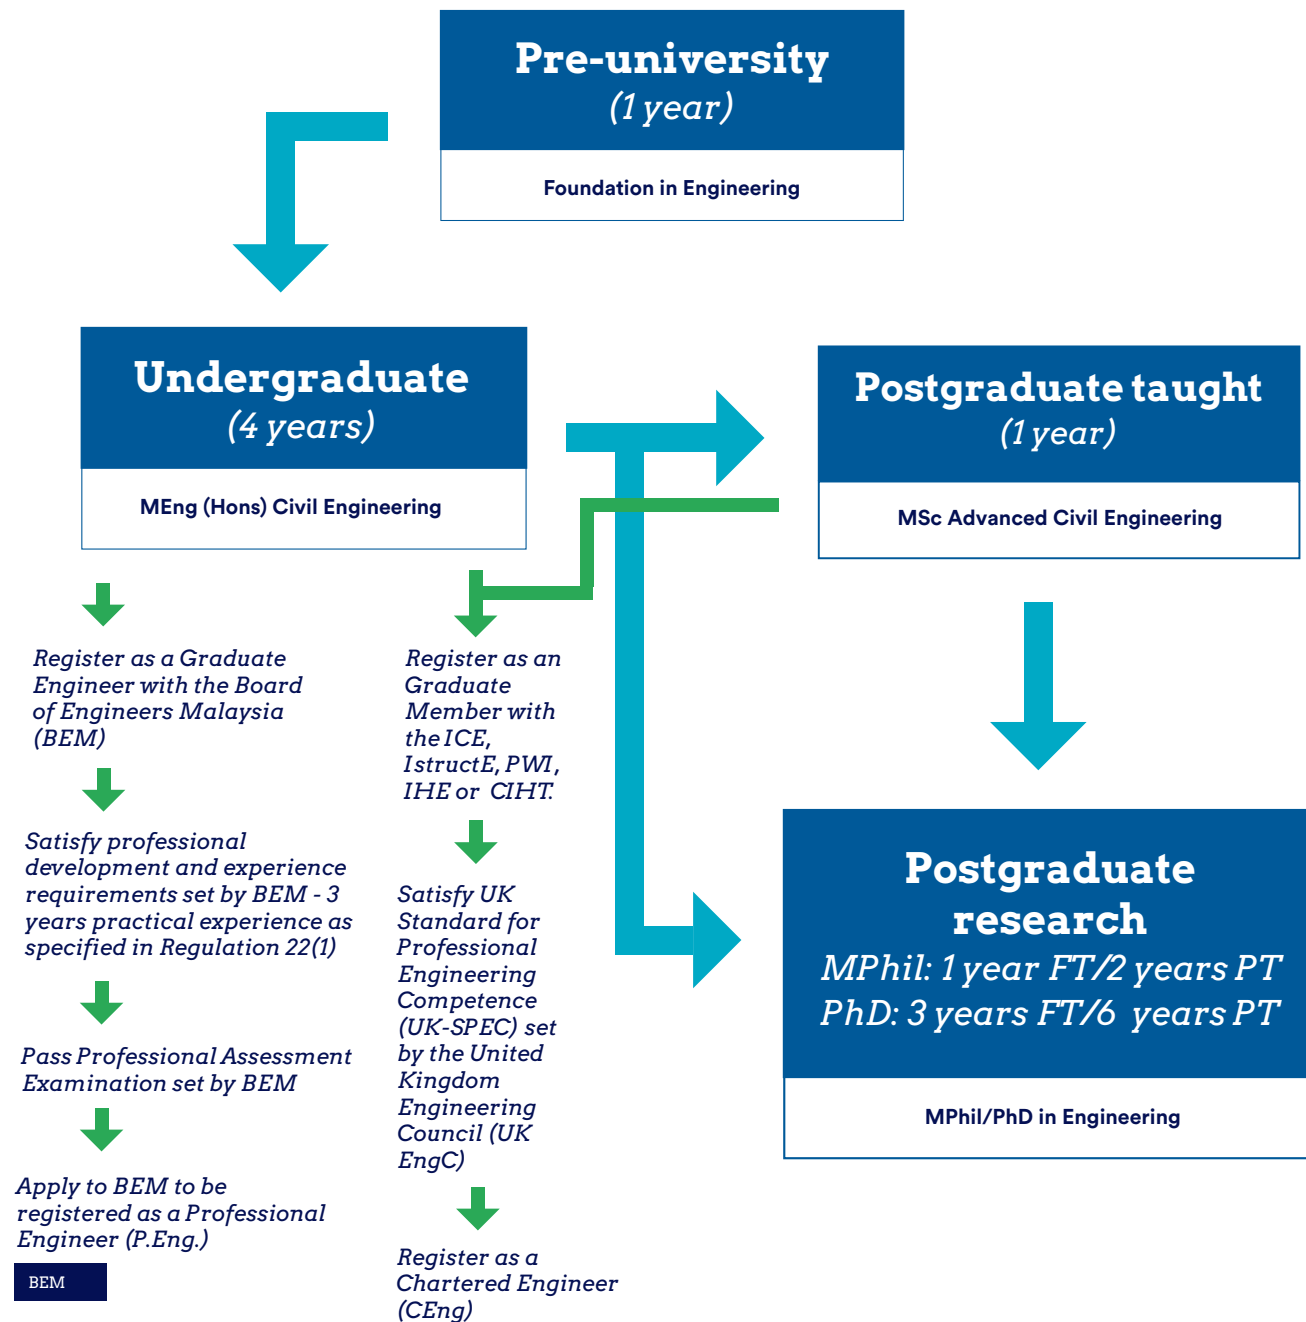 Pre-university
(1 year)
Foundation in Engineering
Undergraduate
(4 years)
MEng (Hons) Civil Engineering
Postgraduate taught
(1 year)
MSc Advanced Civil Engineering
Register as a Graduate
Engineer with the Board
of Engineers Malaysia
(BEM)
Satisfy professional
development and experience
requirements set by BEM - 3
years practical experience as
specified in Regulation 22(1)
Pass Professional Assessment
Examination set by BEM
Apply to BEM to be
registered as a Professional
Engineer (P.Eng.)
BEM
Register as an
Graduate
Member with
the ICE,
IstructE, PWI,
IHE or CIHT.
Satisfy UK
Standard for
Professional
Engineering
Competence
(UK-SPEC) set
by the United
Kingdom
Engineering
Council (UK
EngC)
Register as a
Chartered Engineer
(CEng)
Postgraduate
research
MPhil: 1 year FT/2 years PT
PhD: 3 years FT/6 years PT
MPhil/PhD in Engineering